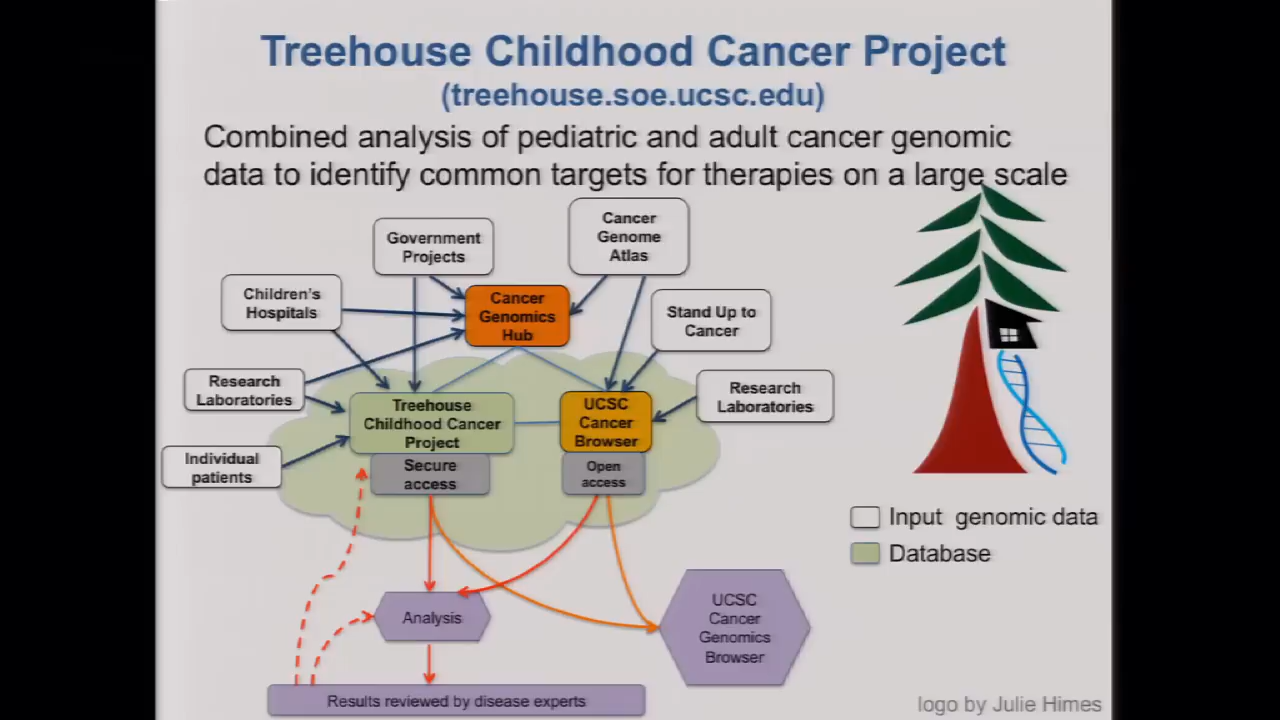 Treehouse Childhood Cancer Project
(treehouse.soe.ucsc.edu)
Combined analysis of pediatric and adult cancer genomic
data to identify common targets for therapies on a large scale
Government
Projects
Cancer
Genome
Atlas
Children's
Hospitals
Cancer
Genomics
Hub
Stand Up to
Cancer
Research
Laboratories
Treehouse
Childhood Cancer
Project
UCSC
Cancer
Browser
Research
Laboratories
Individual
patients
Secure
access
Open
access
Input genomic data
Database
Analysis
UCSC
Cancer
Genomics
Browser
Results reviewed by disease experts
logo by Julie Himes